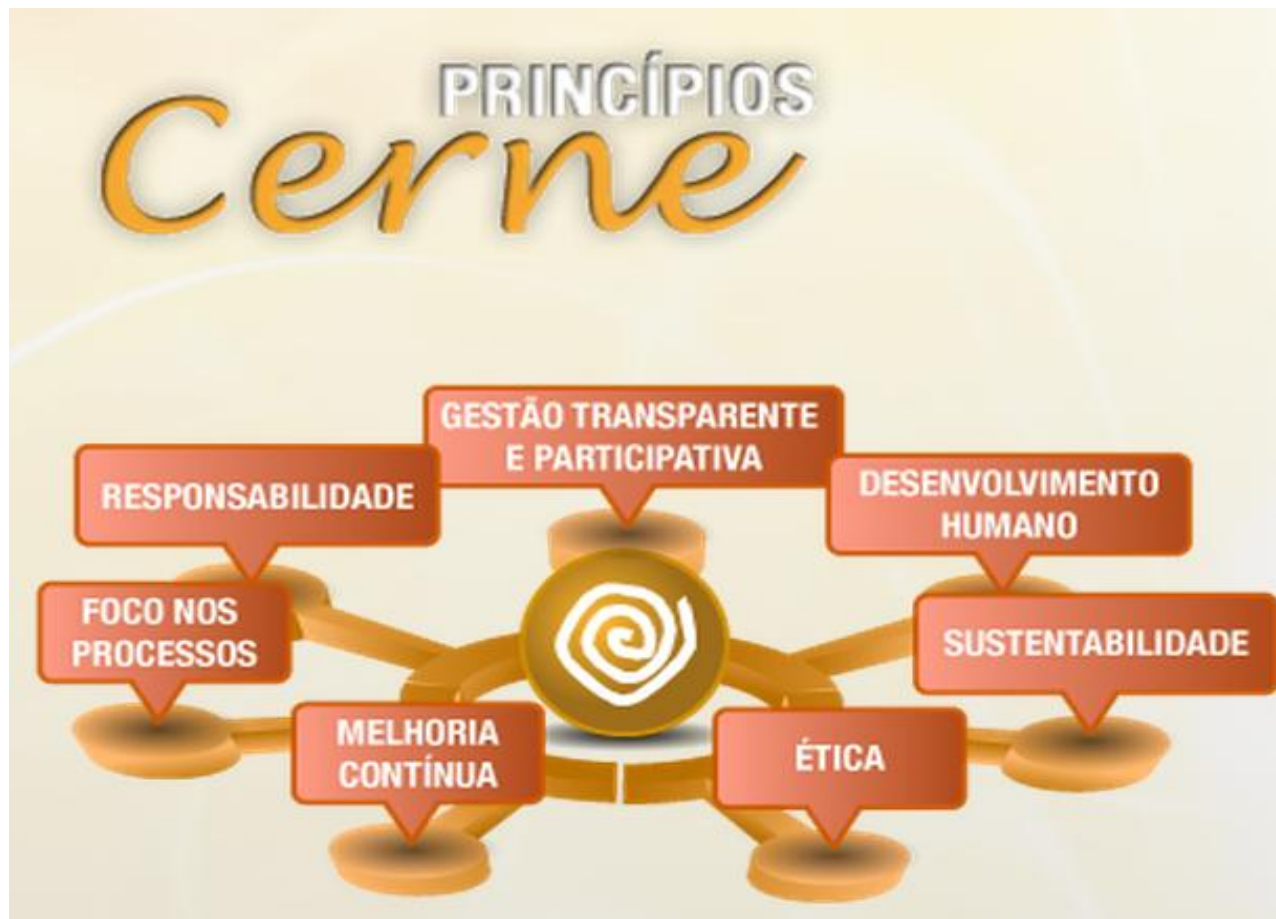 PRINCÍPIOS
Cerne
GESTÃO TRANSPARENTE
E PARTICIPATIVA
RESPONSABILIDADE
DESENVOLVIMENTO
HUMANO
FOCO NOS
PROCESSOS
SUSTENTABILIDADE
MELHORIA
CONTÍNUA
ÉTICA